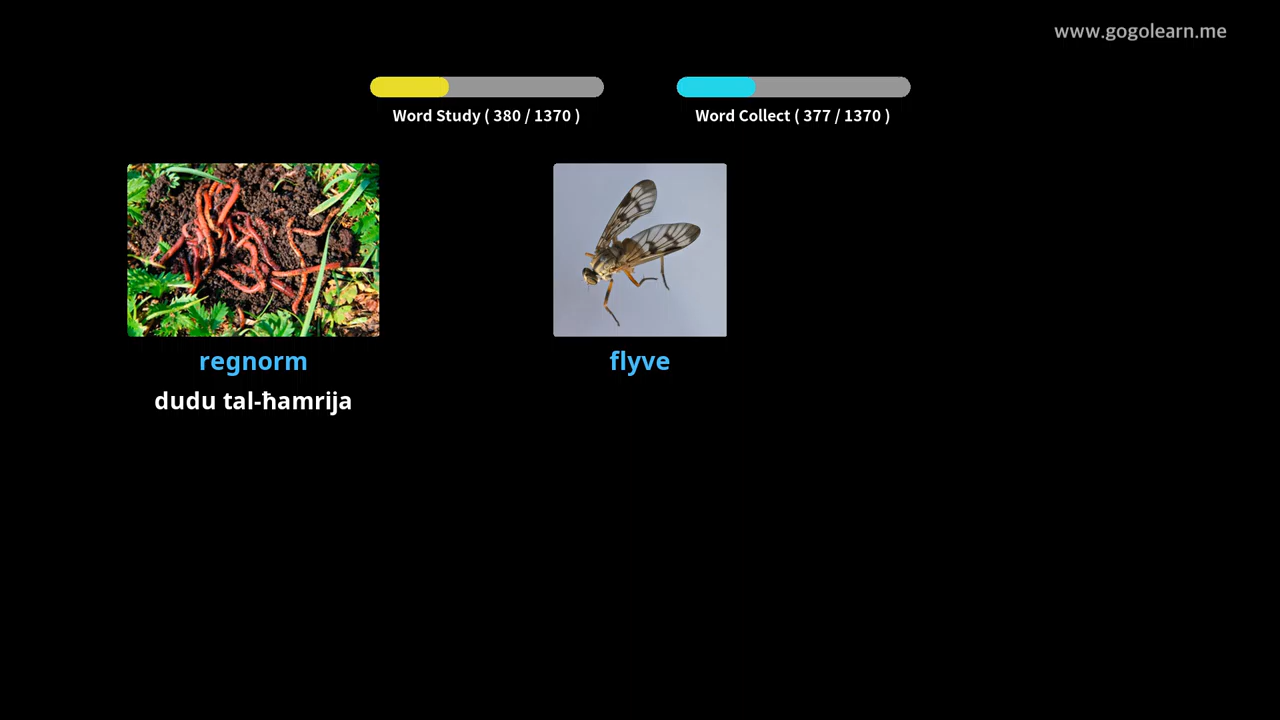 www.gogolearn.me
Word Study ( 380 / 1370 )
Word Collect ( 377 / 1370 )
regnorm
flyve
dudu tal-ħamrija